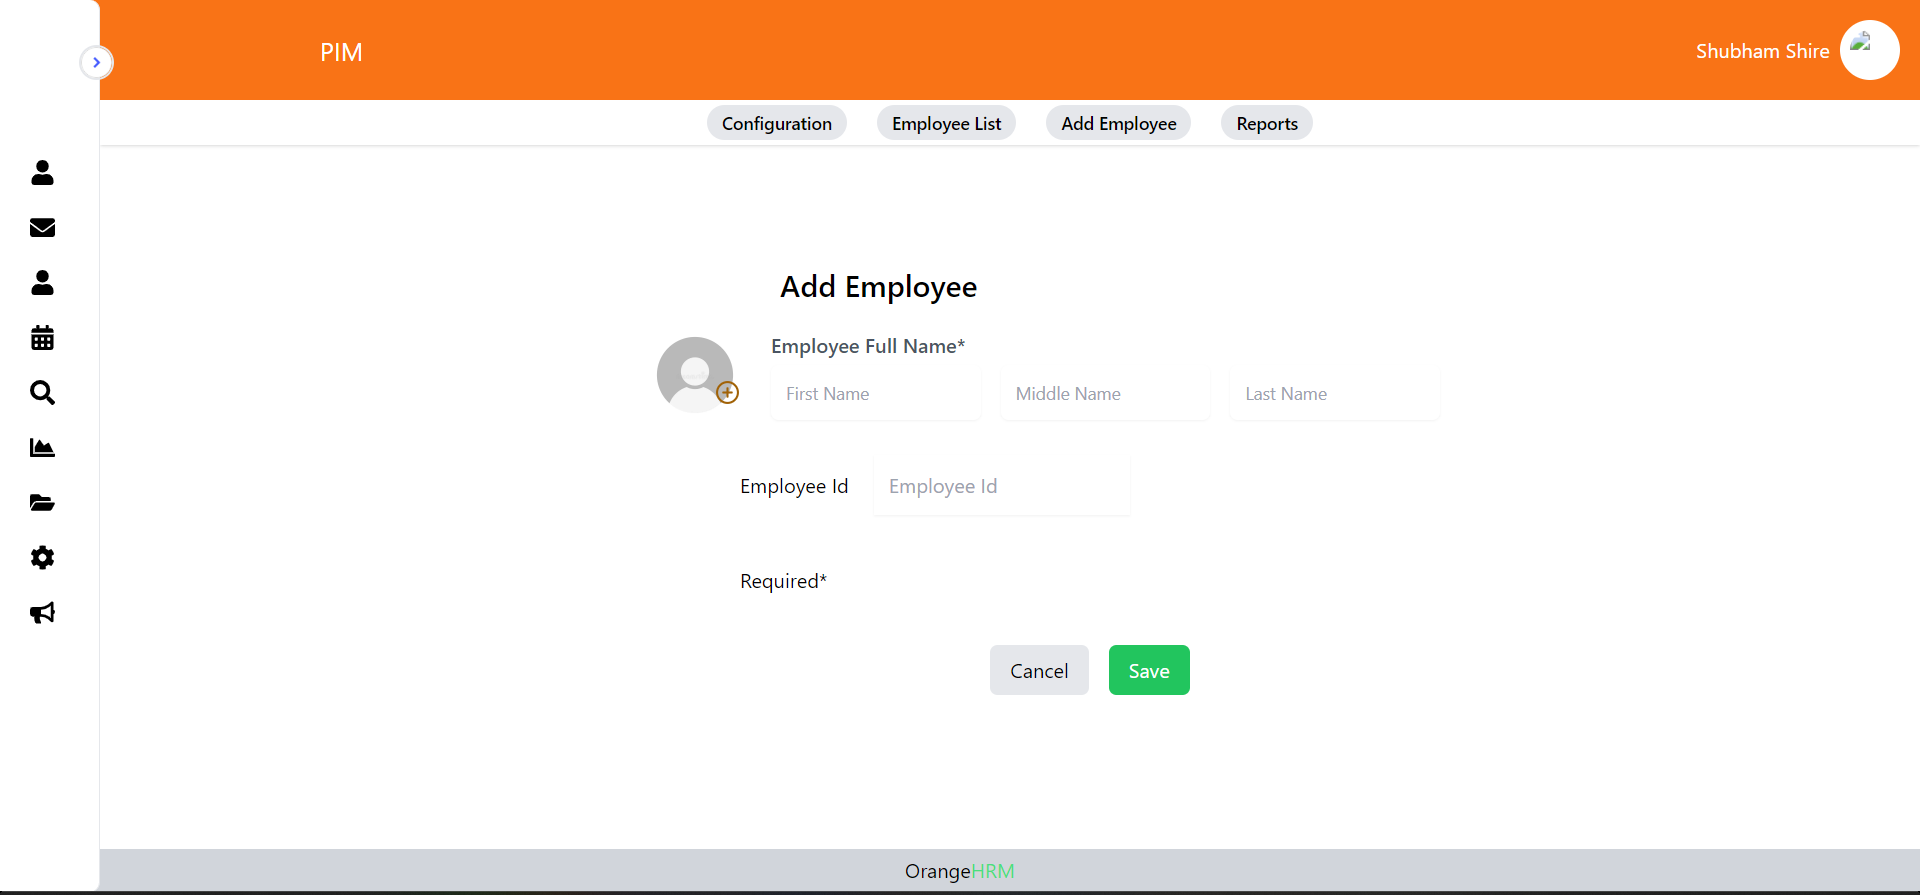 PIM
Shubham Shire
Configuration Employee List Add Employee Reports
Add Employee
Employee Full Name*
First Name Middle Name Last Name
Employee Id Employee Id
Required*
Cancel Save
OrangeHRM